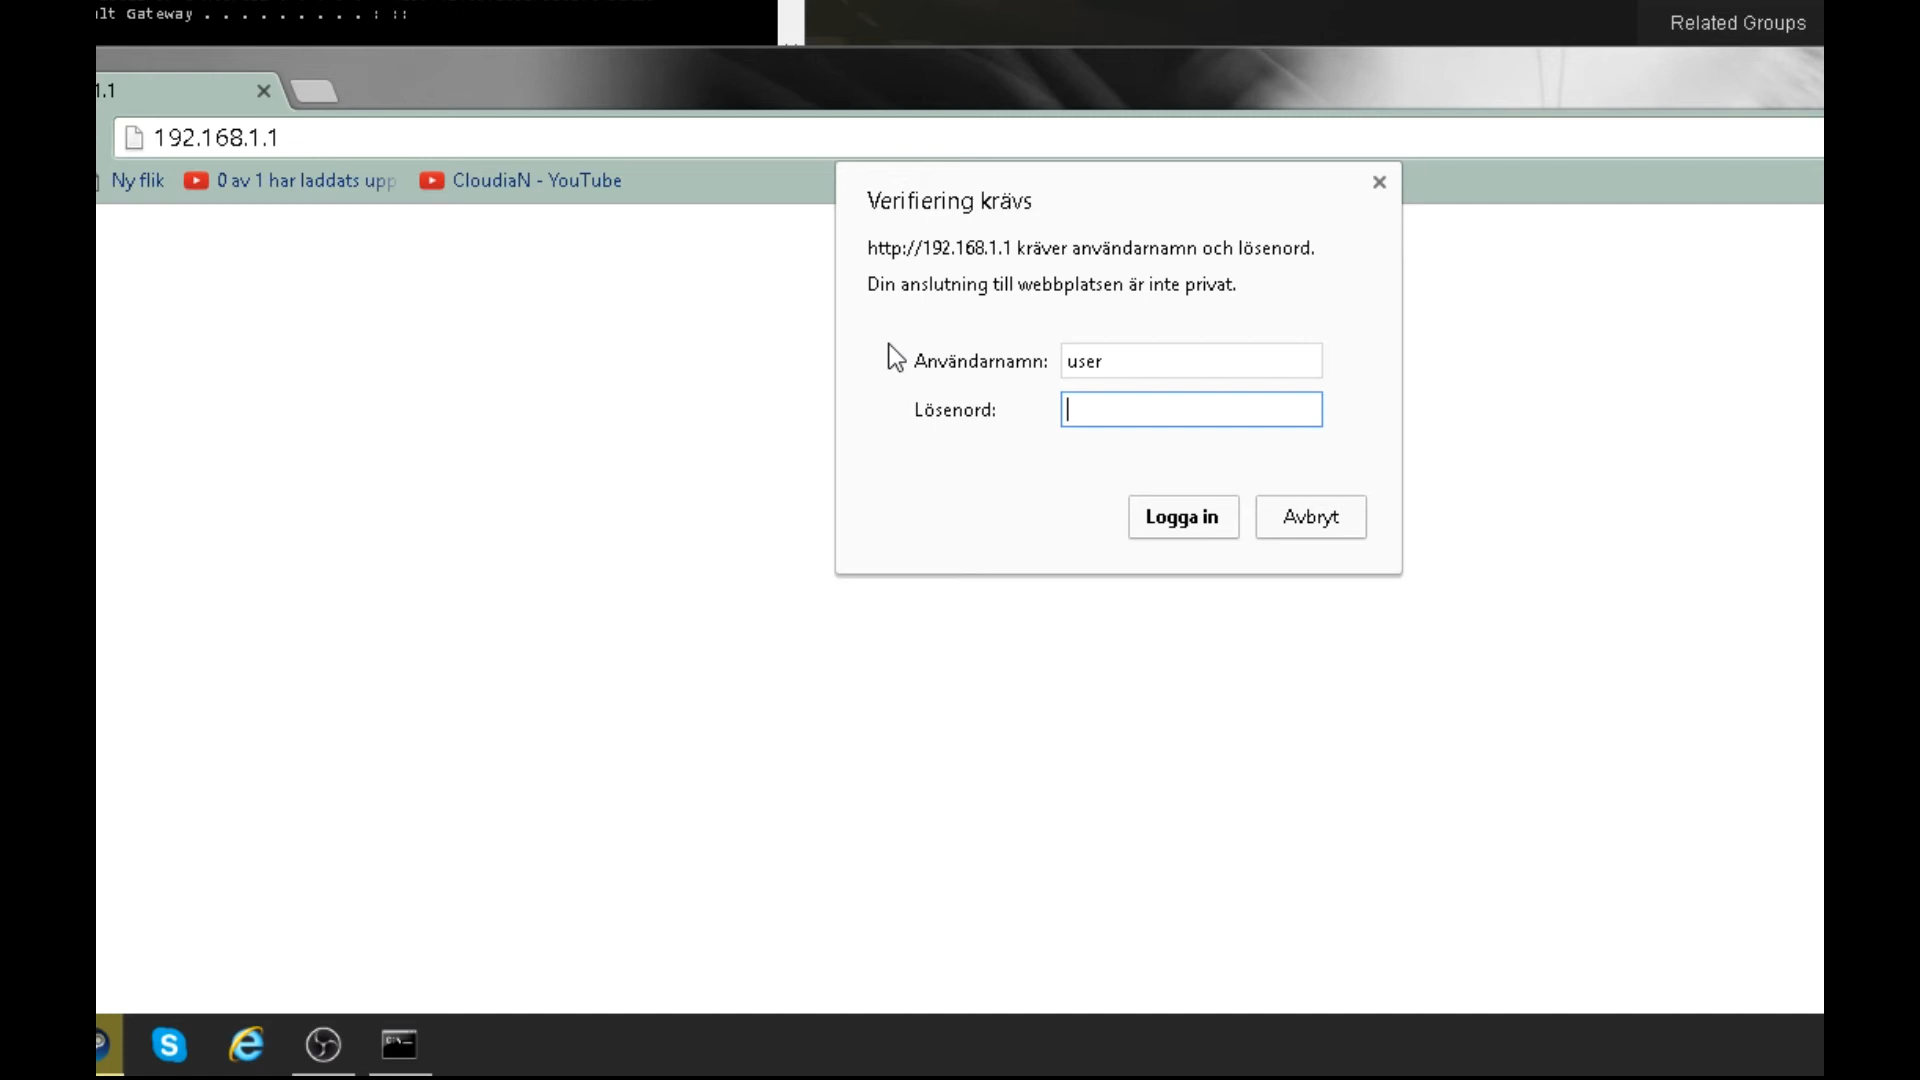 ult Gateway . . . . . . . . . : ::
Related Groups
1.1
192.168.1.1
Ny flik
0 av 1 har laddats upp
CloudiaN - YouTube
Verifiering krävs
http://192.168.1.1 kräver användarnamn och lösenord.
Din anslutning till webbplatsen är inte privat.
Användarnamn: user
Lösenord:
Logga in
Avbryt